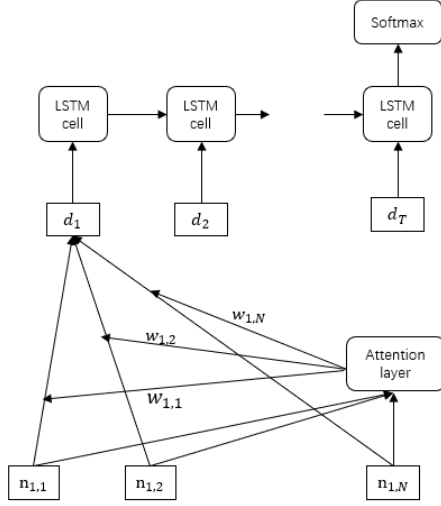 Softmax
LSTM
cell
LSTM
cell
LSTM
cell
d₁
d₂
d_T
w₁,N
w₁,₂
w₁,₁
Attention
layer
n₁,₁
n₁,₂
n₁,N